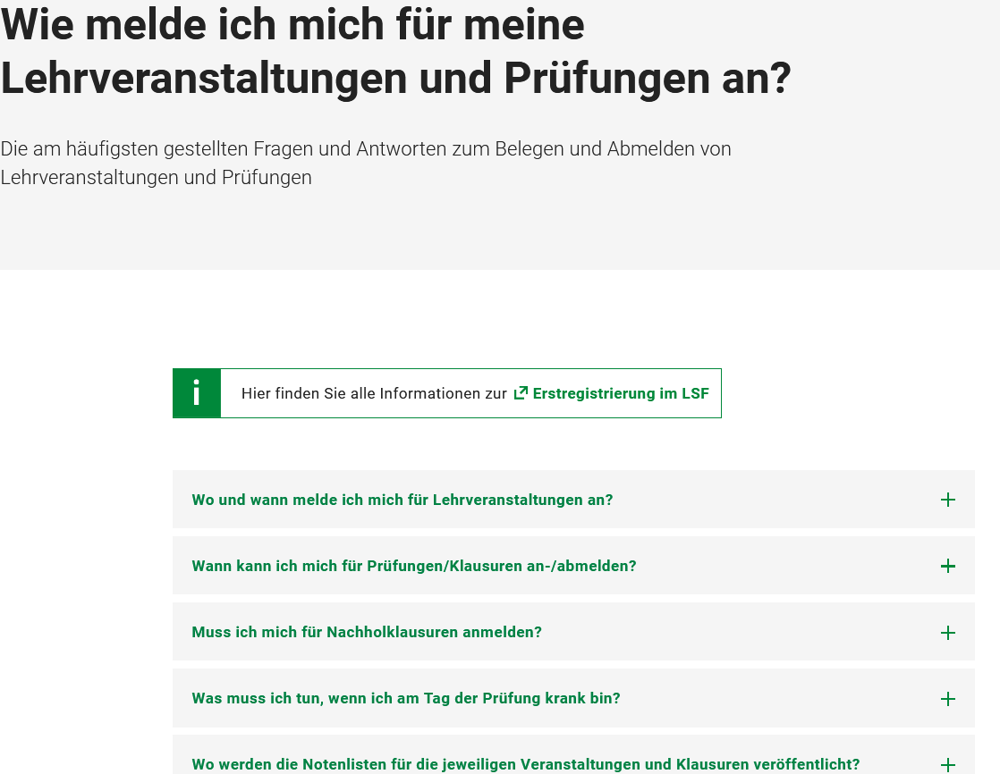 Wie melde ich mich für meine
Lehrveranstaltungen und Prüfungen an?
Die am häufigsten gestellten Fragen und Antworten zum Belegen und Abmelden von
Lehrveranstaltungen und Prüfungen
Hier finden Sie alle Informationen zur Erstregistrierung im LSF
Wo und wann melde ich mich für Lehrveranstaltungen an?
Wann kann ich mich für Prüfungen/Klausuren an-/abmelden?
Muss ich mich für Nachholklausuren anmelden?
Was muss ich tun, wenn ich am Tag der Prüfung krank bin?
Wo werden die Notenlisten für die jeweiligen Veranstaltungen und Klausuren veröffentlicht?